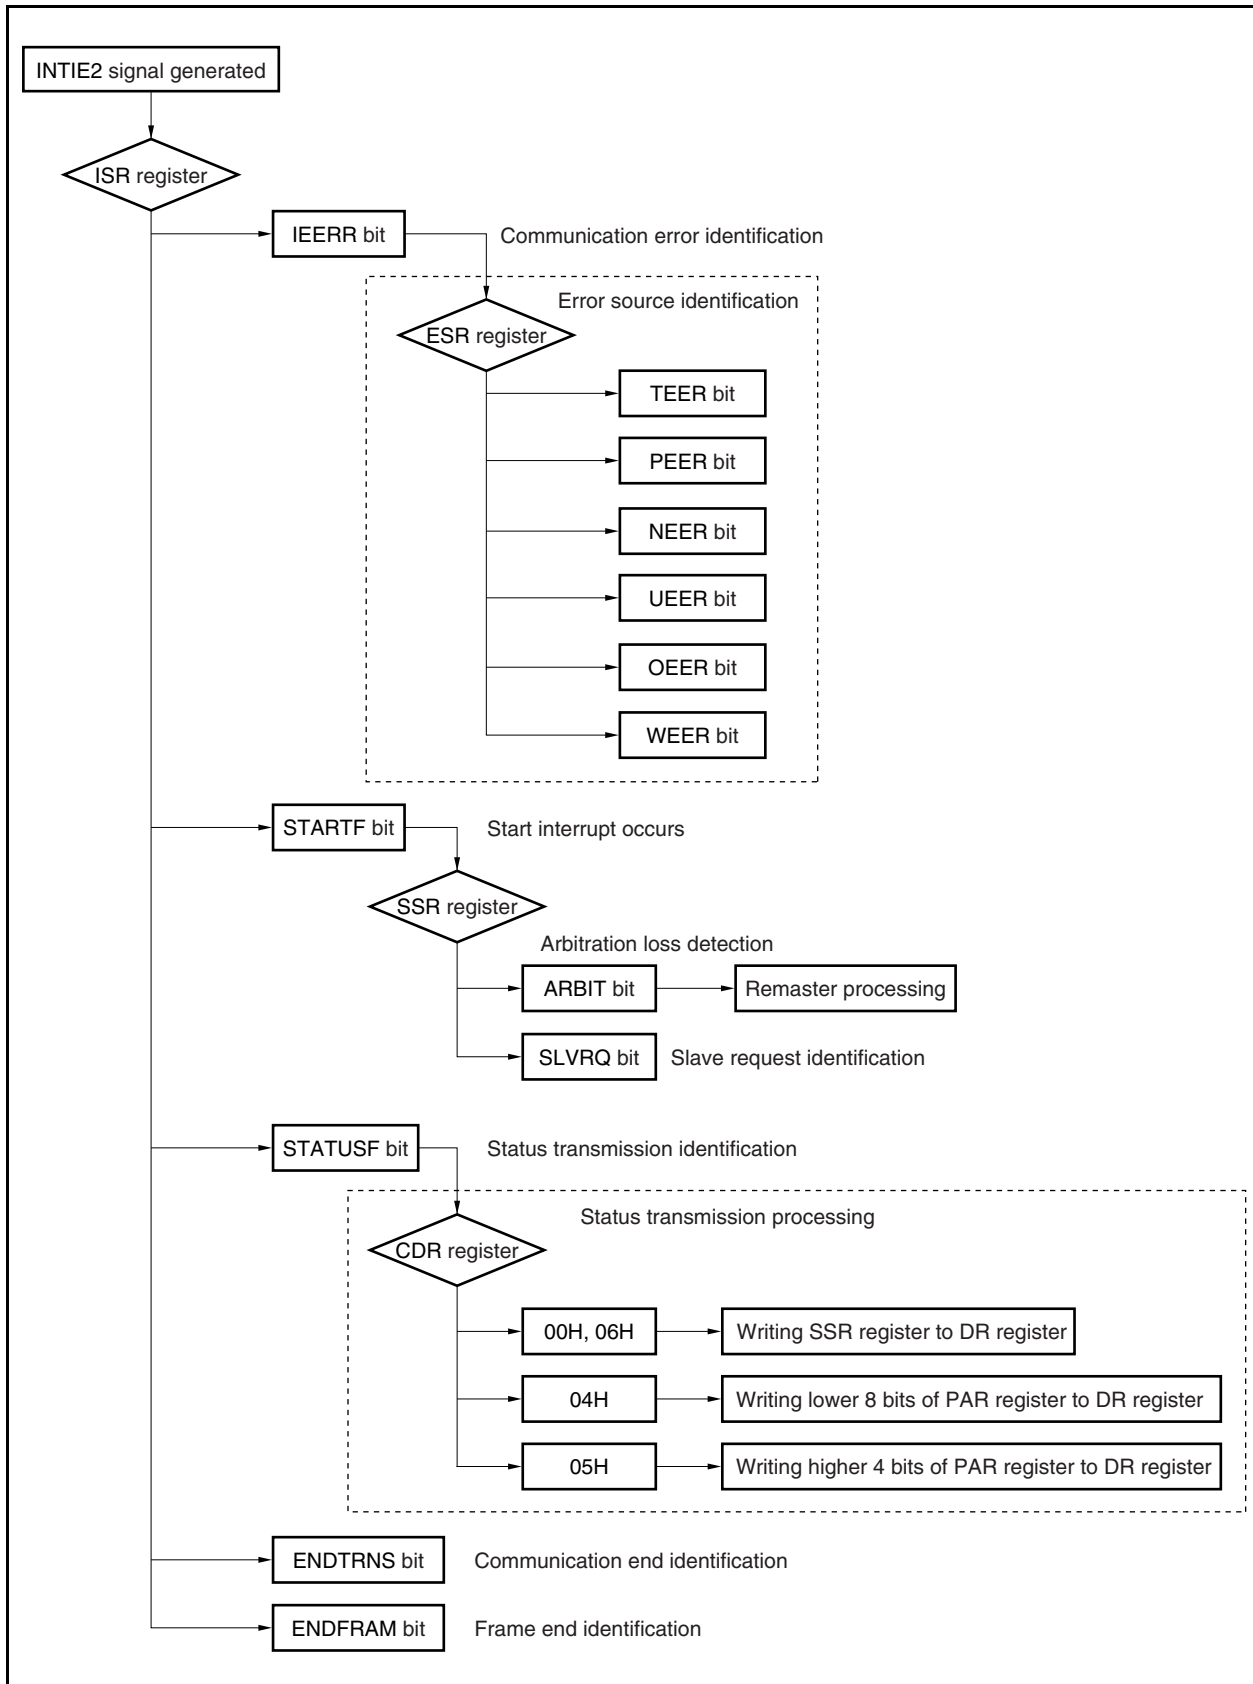 INTIE2 signal generated
ISR register
IEERR bit
Communication error identification
Error source identification
ESR register
TEER bit
PEER bit
NEER bit
UEER bit
OEER bit
WEER bit
STARTF bit
Start interrupt occurs
SSR register
Arbitration loss detection
ARBIT bit
Remaster processing
SLVRQ bit
Slave request identification
STATUSF bit
Status transmission identification
Status transmission processing
CDR register
00H, 06H
Writing SSR register to DR register
04H
Writing lower 8 bits of PAR register to DR register
05H
Writing higher 4 bits of PAR register to DR register
ENDTRNS bit
Communication end identification
ENDFRAM bit
Frame end identification